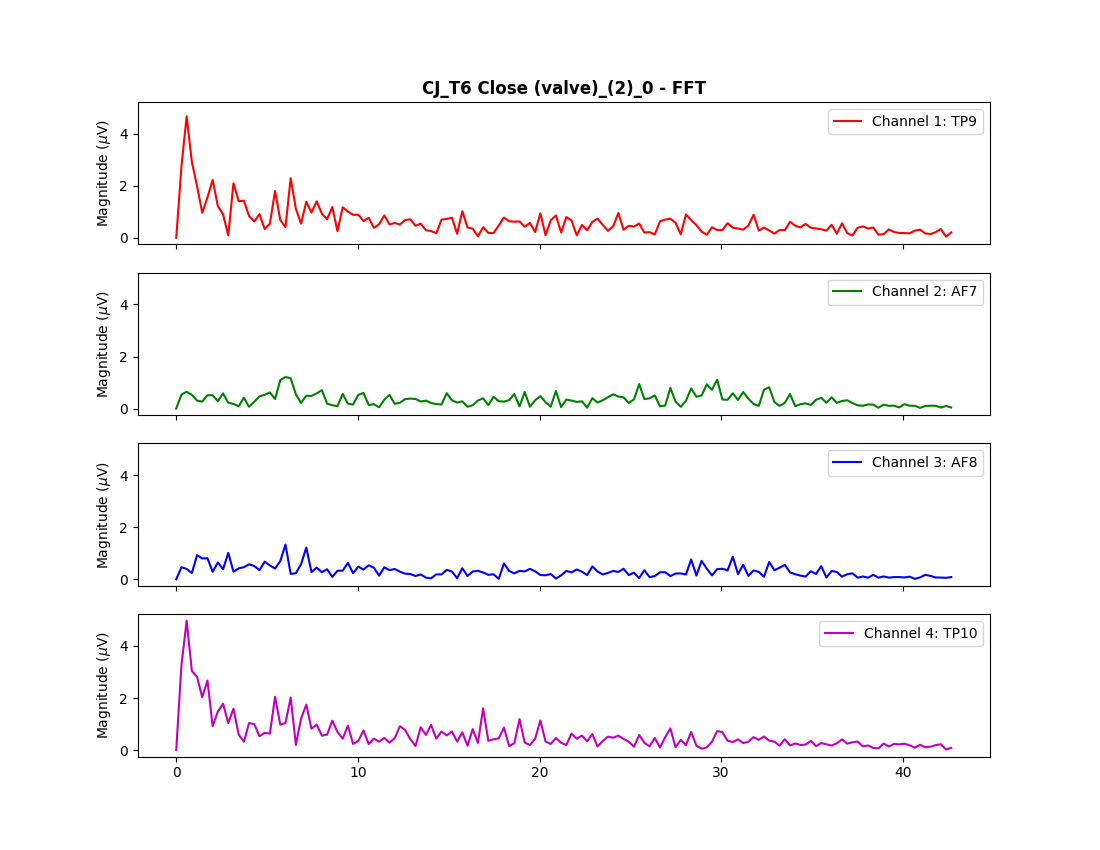 CJ_T6 Close (valve)_(2)_0 - FFT
Channel 1: TP9
Magnitude (μV)
4
2
0
Channel 2: AF7
Magnitude (μV)
4
2
0
Channel 3: AF8
Magnitude (μV)
4
2
0
Channel 4: TP10
Magnitude (μV)
4
2
0
0 10 20 30 40